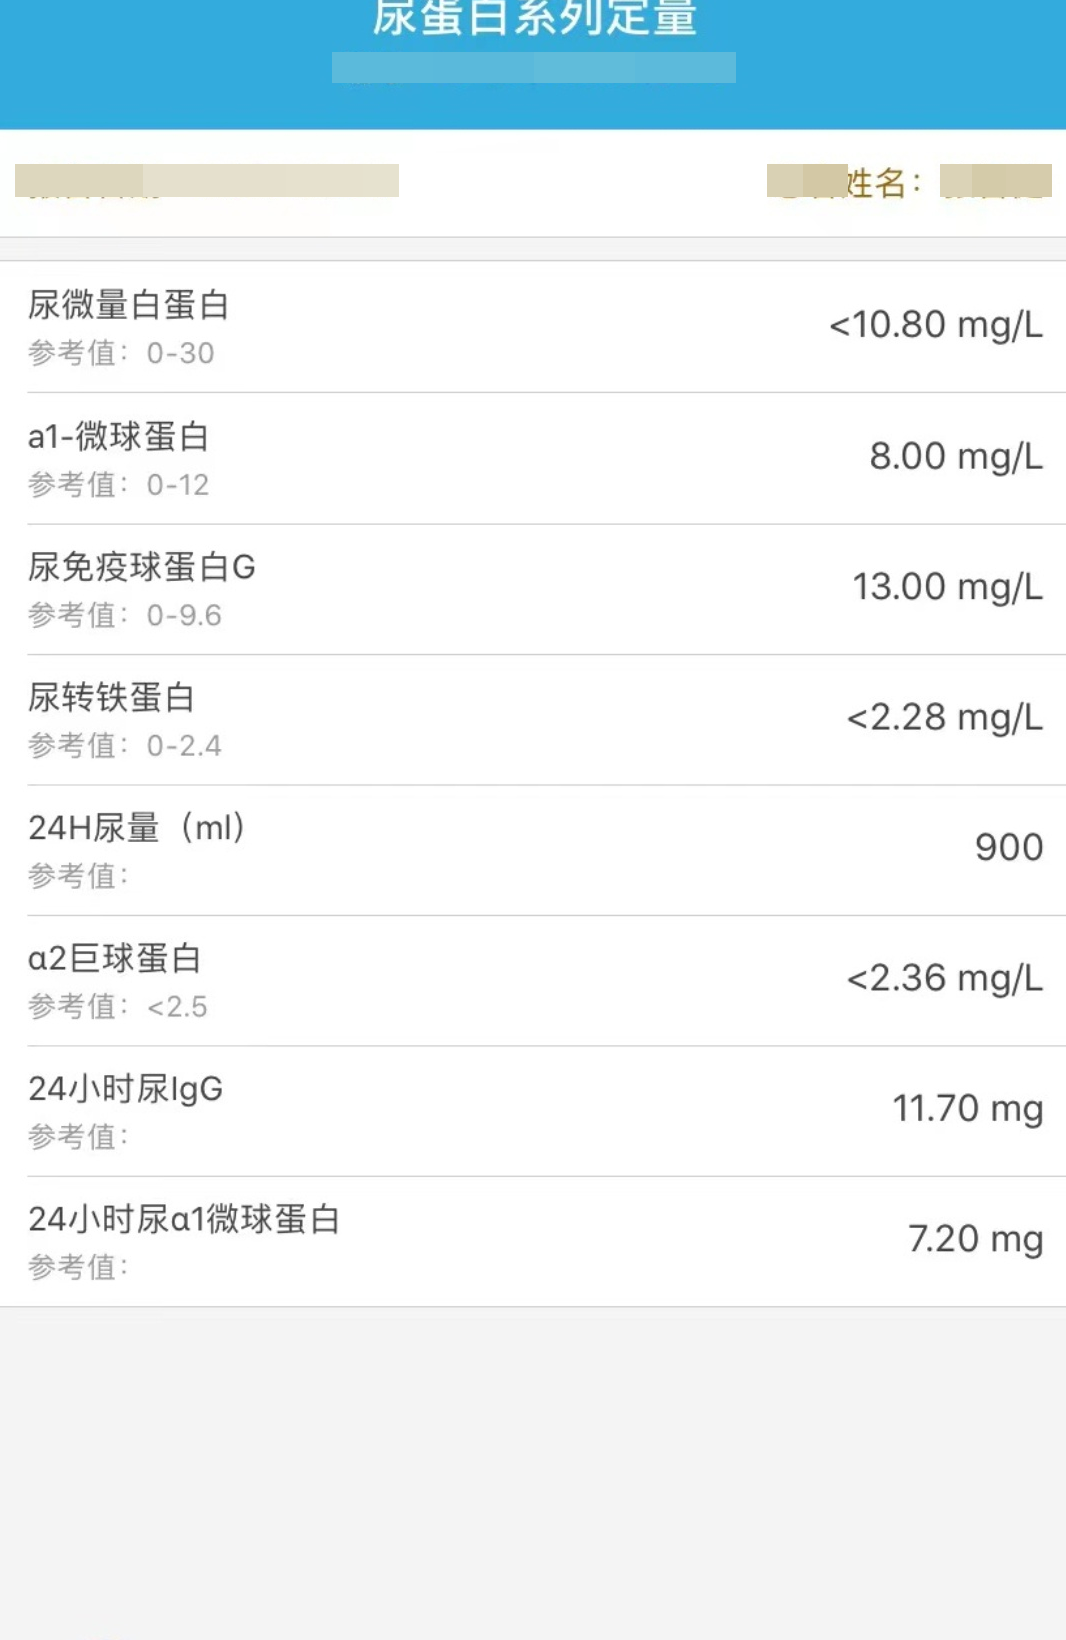 尿蛋白系列定量
姓名：
尿微量白蛋白
<10.80 mg/L
参考值：0-30
a1-微球蛋白
8.00 mg/L
参考值：0-12
尿免疫球蛋白G
13.00 mg/L
参考值：0-9.6
尿转铁蛋白
<2.28 mg/L
参考值：0-2.4
24H尿量（ml）
900
参考值：
α2巨球蛋白
<2.36 mg/L
参考值：<2.5
24小时尿IgG
11.70 mg
参考值：
24小时尿α1微球蛋白
7.20 mg
参考值：